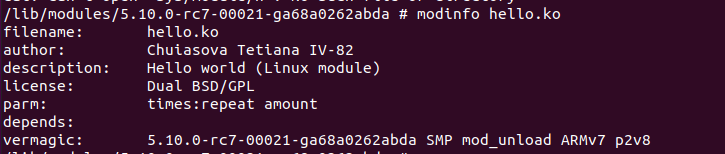 /lib/modules/5.10.0-rc7-00021-ga68a0262abda # modinfo hello.ko
filename: hello.ko
author: Chuiasova Tetiana IV-82
description: Hello world (Linux module)
license: Dual BSD/GPL
parm: times:repeat amount
depends:
vermagic: 5.10.0-rc7-00021-ga68a0262abda SMP mod_unload ARMv7 p2v8